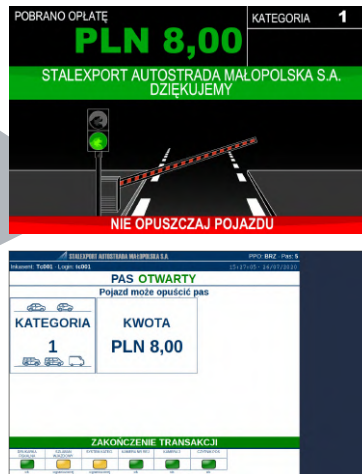 POBRANO OPŁATĘ
KATEGORIA 1
PLN 8,00
STALEXPORT AUTOSTRADA MAŁOPOLSKA S.A.
DZIĘKUJEMY
NIE OPUSZCZAJ POJAZDU
STALEXPORT AUTOSTRADA MAŁOPOLSKA S.A.
PPO: BRZ - Pas: 5
Inkasent: Tu001 - Login: tu001
15:17:05 - 24/07/2020
PAS OTWARTY
Pojazd może opuścić pas
KATEGORIA
KWOTA
1
PLN 8,00
ZAKOŃCZENIE TRANSAKCJI